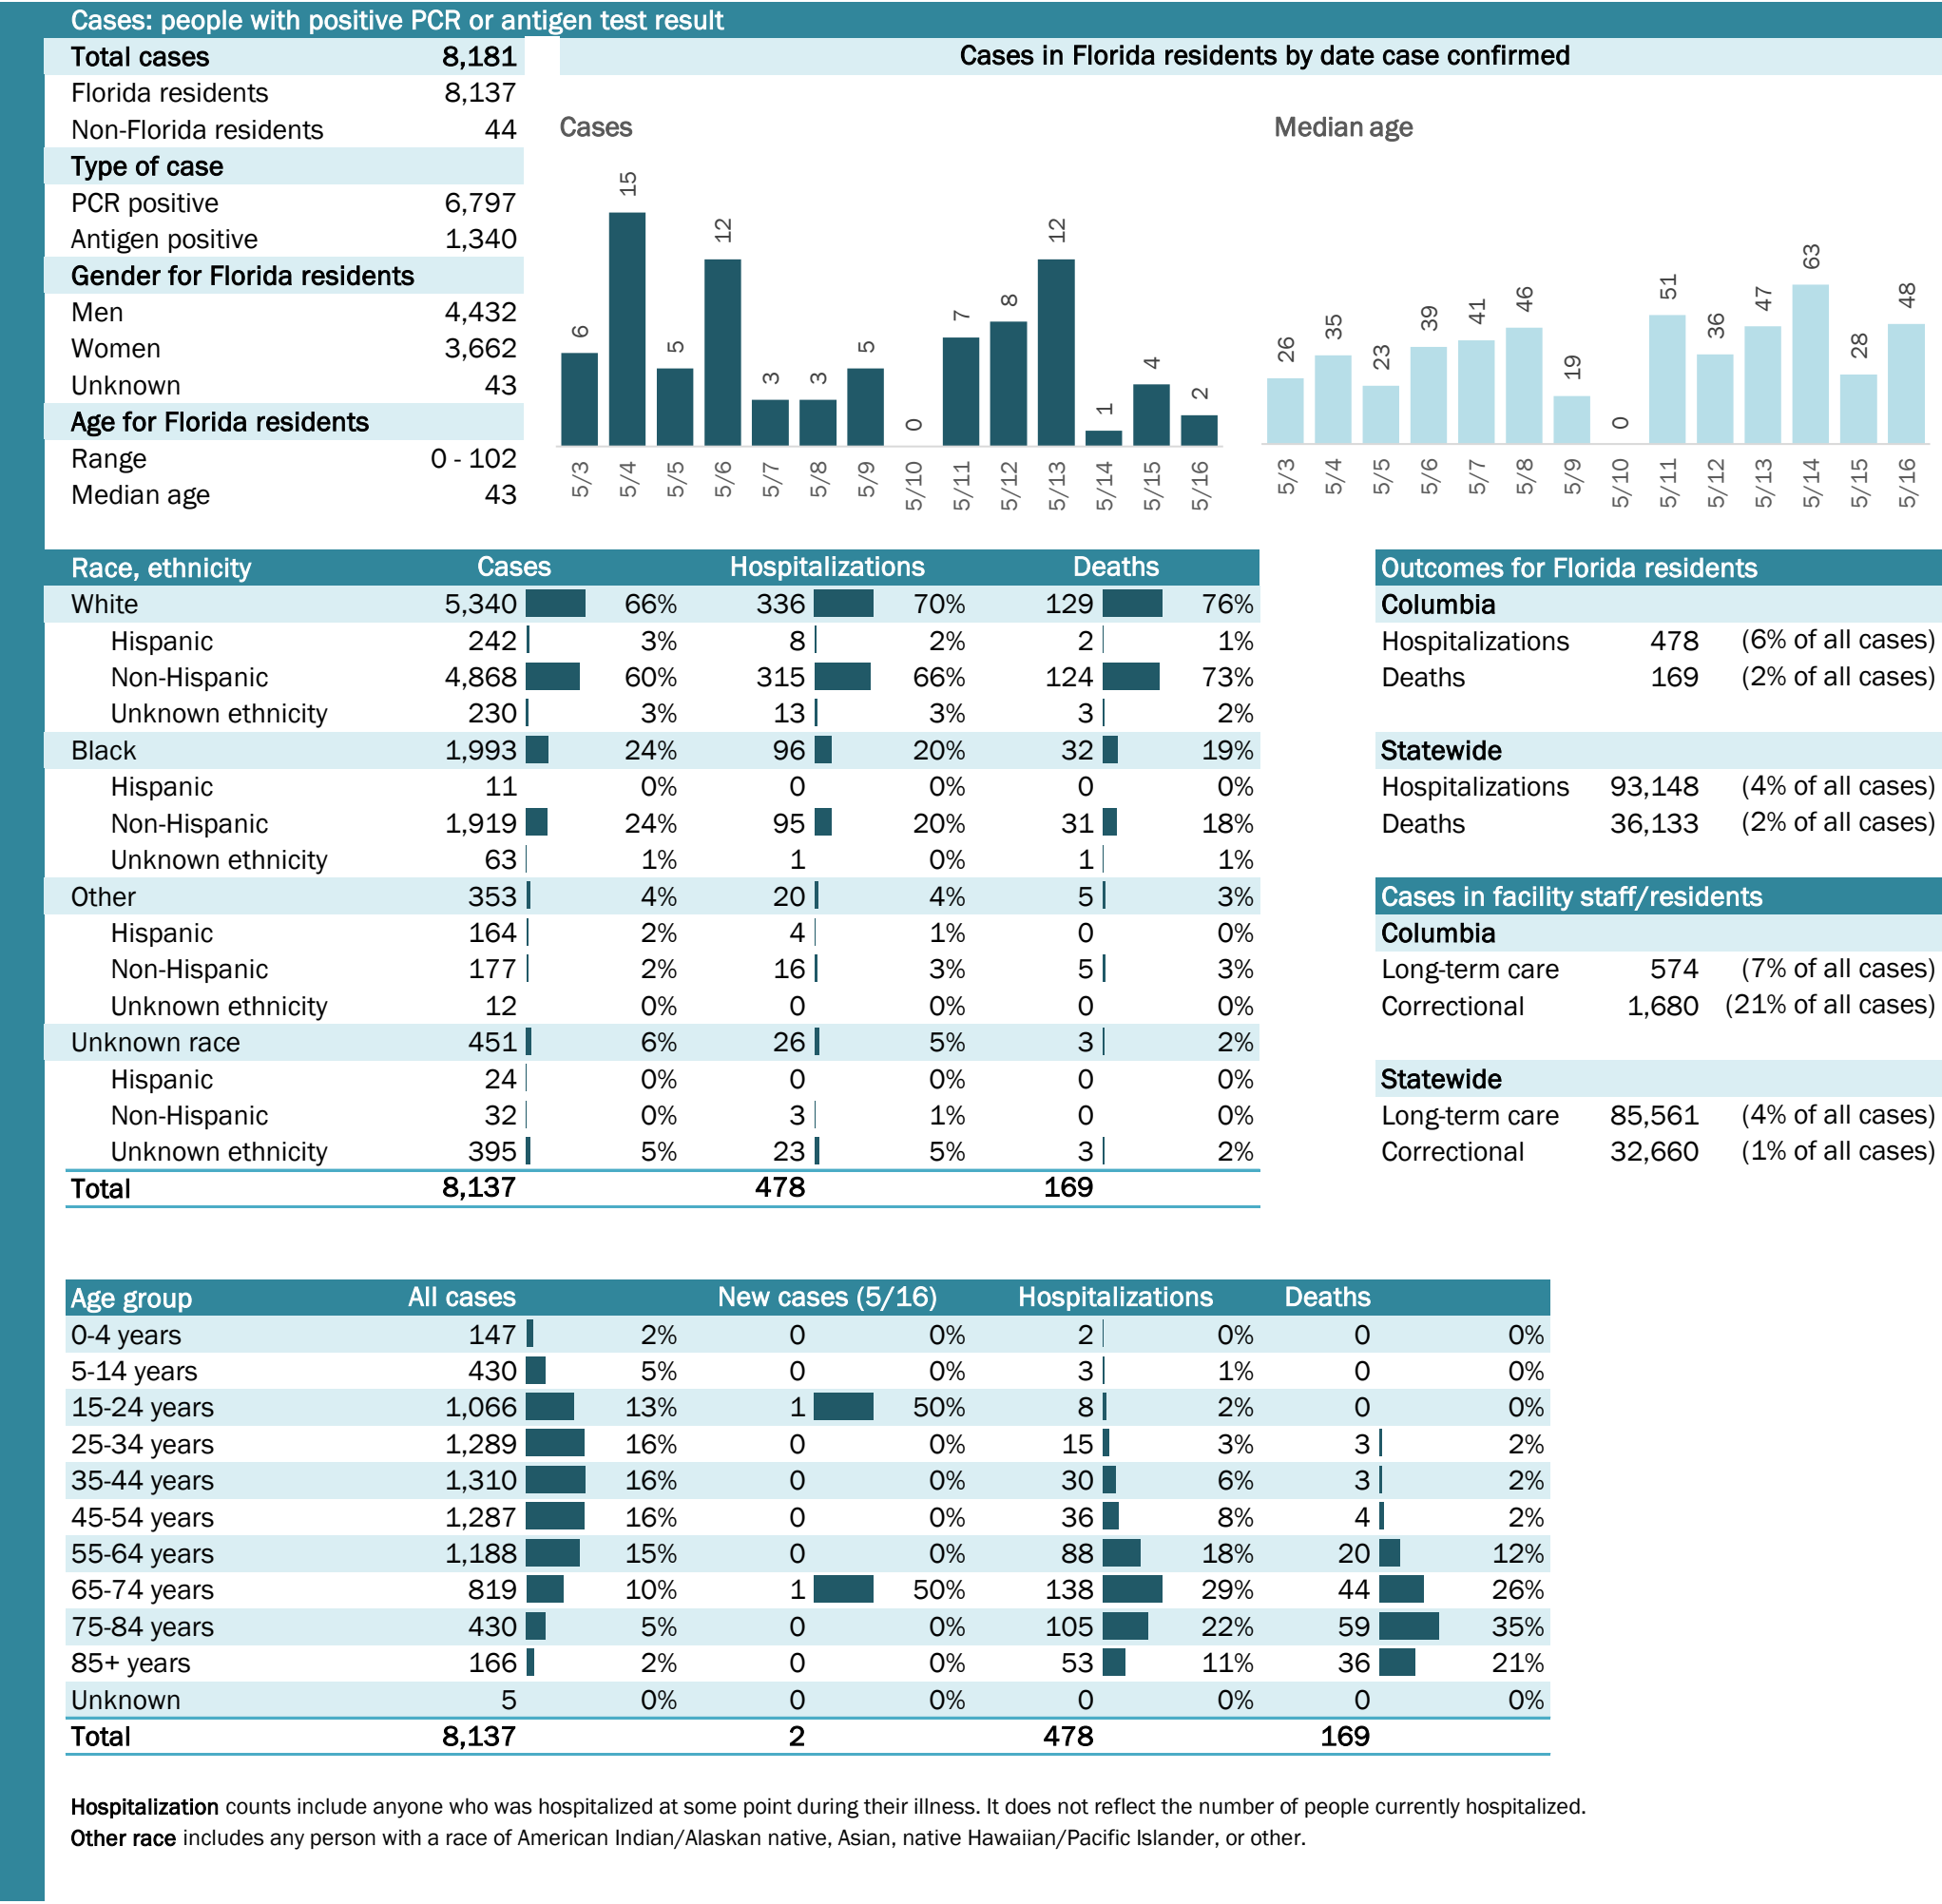 Cases: people with positive PCR or antigen test result
Total cases 8,181
Florida residents 8,137
Non-Florida residents 44
Type of case
PCR positive 6,797
Antigen positive 1,340
Gender for Florida residents
Men 4,432
Women 3,662
Unknown 43
Age for Florida residents
Range 0 - 102
Median age 43
Cases in Florida residents by date case confirmed
Cases
6 15 5 12 3 3 5 0 7 8 12 1 4 2
5/3 5/4 5/5 5/6 5/7 5/8 5/9 5/10 5/11 5/12 5/13 5/14 5/15 5/16
Median age
26 35 23 39 41 46 19 0 51 36 47 63 28 48
5/3 5/4 5/5 5/6 5/7 5/8 5/9 5/10 5/11 5/12 5/13 5/14 5/15 5/16
Race, ethnicity Cases Hospitalizations Deaths
White 5,340 66% 336 70% 129 76%
Hispanic 242 3% 8 2% 2 1%
Non-Hispanic 4,868 60% 315 66% 124 73%
Unknown ethnicity 230 3% 13 3% 3 2%
Black 1,993 24% 96 20% 32 19%
Hispanic 11 0% 0 0% 0 0%
Non-Hispanic 1,919 24% 95 20% 31 18%
Unknown ethnicity 63 1% 1 0% 1 1%
Other 353 4% 20 4% 5 3%
Hispanic 164 2% 4 1% 0 0%
Non-Hispanic 177 2% 16 3% 5 3%
Unknown ethnicity 12 0% 0 0% 0 0%
Unknown race 451 6% 26 5% 3 2%
Hispanic 24 0% 0 0% 0 0%
Non-Hispanic 32 0% 3 1% 0 0%
Unknown ethnicity 395 5% 23 5% 3 2%
Total 8,137 478 169
Outcomes for Florida residents
Columbia
Hospitalizations 478 (6% of all cases)
Deaths 169 (2% of all cases)
Statewide
Hospitalizations 93,148 (4% of all cases)
Deaths 36,133 (2% of all cases)
Cases in facility staff/residents
Columbia
Long-term care 574 (7% of all cases)
Correctional 1,680 (21% of all cases)
Statewide
Long-term care 85,561 (4% of all cases)
Correctional 32,660 (1% of all cases)
Age group All cases New cases (5/16) Hospitalizations Deaths
0-4 years 147 2% 0 0% 2 0% 0 0%
5-14 years 430 5% 0 0% 3 1% 0 0%
15-24 years 1,066 13% 1 50% 8 2% 0 0%
25-34 years 1,289 16% 0 0% 15 3% 3 2%
35-44 years 1,310 16% 0 0% 30 6% 3 2%
45-54 years 1,287 16% 0 0% 36 8% 4 2%
55-64 years 1,188 15% 0 0% 88 18% 20 12%
65-74 years 819 10% 1 50% 138 29% 44 26%
75-84 years 430 5% 0 0% 105 22% 59 35%
85+ years 166 2% 0 0% 53 11% 36 21%
Unknown 5 0% 0 0% 0 0% 0 0%
Total 8,137 2 478 169
Hospitalization counts include anyone who was hospitalized at some point during their illness. It does not reflect the number of people currently hospitalized.
Other race includes any person with a race of American Indian/Alaskan native, Asian, native Hawaiian/Pacific Islander, or other.